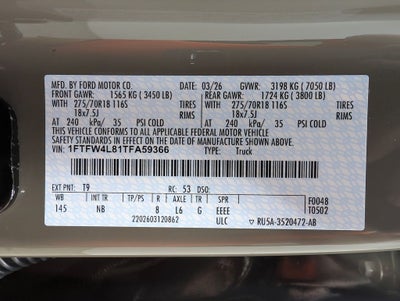 MFD. BY FORD MOTOR CO. 03/26 GVWR: 3198 KG (7050 LB)
FRONT GAWR: 1565 KG (3450 LB) REAR GAWR: 1724 KG (3800 LB)
WITH 275/70R18 116S TIRES WITH 275/70R18 116S TIRES
18x7.5J RIMS 18x7.5J RIMS
AT 240 kPa/ 35 PSI COLD AT 240 kPa/ 35 PSI COLD
THIS VEHICLE CONFORMS TO ALL APPLICABLE FEDERAL MOTOR VEHICLE
SAFETY STANDARDS IN EFFECT ON THE DATE OF MANUFACTURE SHOWN ABOVE.
VIN: 1FTFW4L81TFA59366 TYPE: Truck
EXT PNT: T9 RC: 53 DSO:
WB INT TR TP/PS R AXLE TR SPR F0048
145 NB 8 L6 G T0502
2202603120862 ULC RU5A-3520472-AB